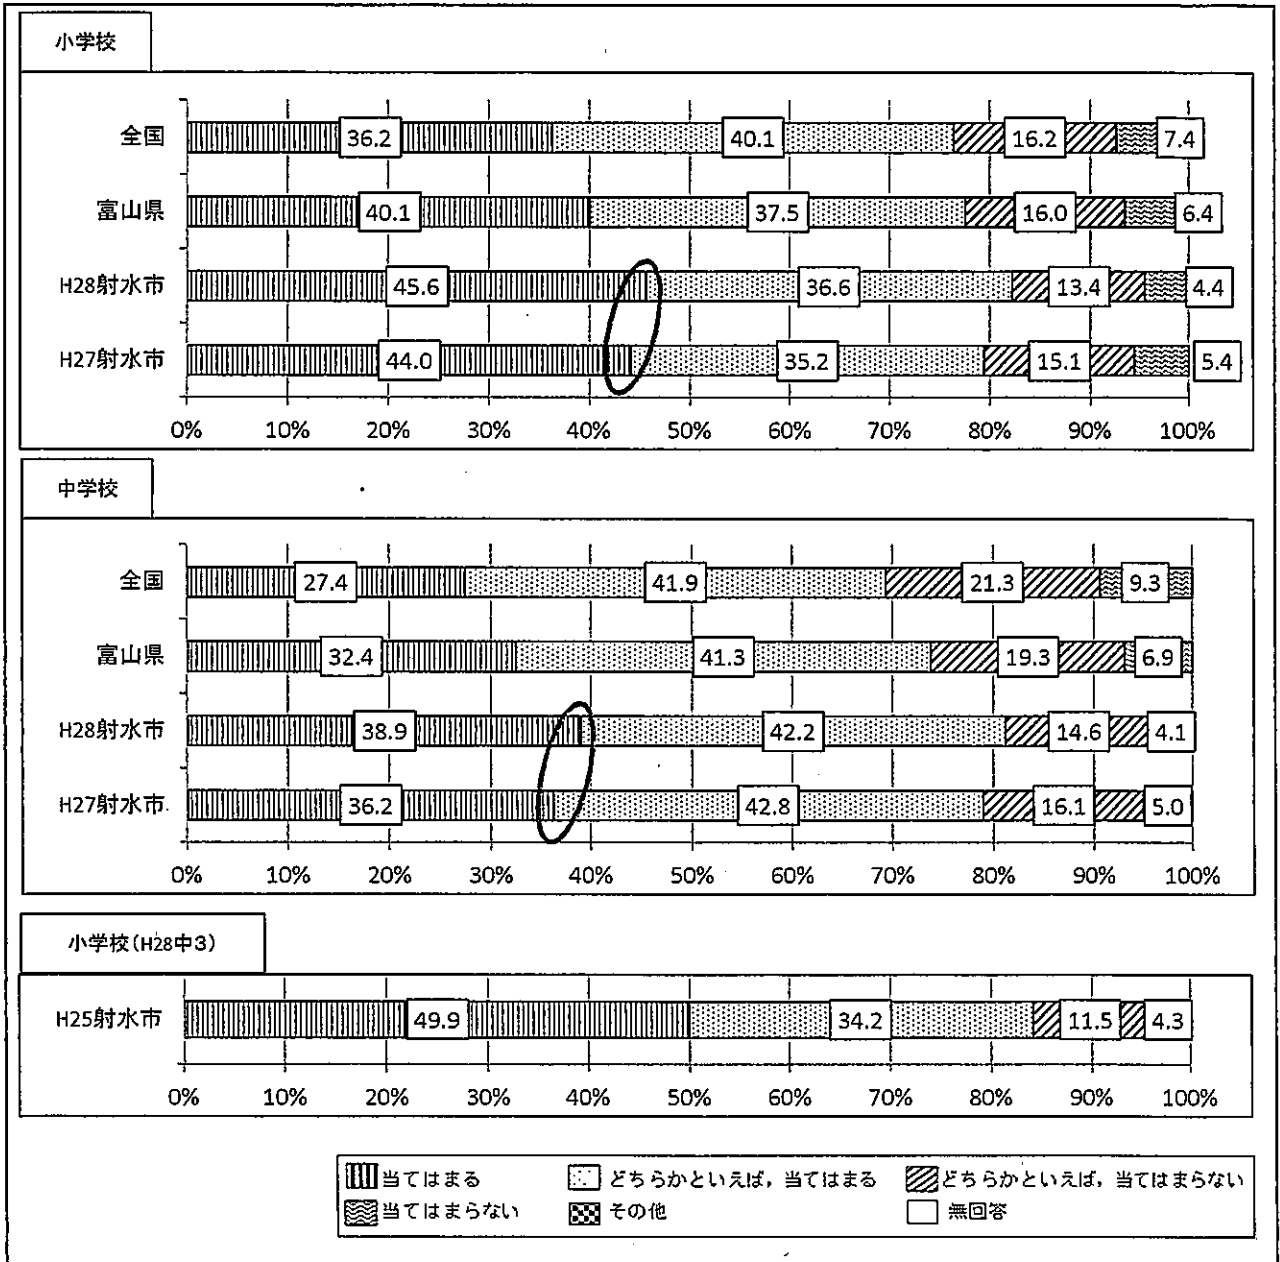 小学校
全国 36.2 40.1 16.2 7.4
富山県 40.1 37.5 16.0 6.4
H28射水市 45.6 36.6 13.4 4.4
H27射水市 44.0 35.2 15.1 5.4
0% 10% 20% 30% 40% 50% 60% 70% 80% 90% 100%
中学校
全国 27.4 41.9 21.3 9.3
富山県 32.4 41.3 19.3 6.9
H28射水市 38.9 42.2 14.6 4.1
H27射水市 36.2 42.8 16.1 5.0
0% 10% 20% 30% 40% 50% 60% 70% 80% 90% 100%
小学校(H28中3)
H25射水市 49.9 34.2 11.5 4.3
0% 10% 20% 30% 40% 50% 60% 70% 80% 90% 100%
当てはまる どちらかといえば，当てはまる どちらかといえば，当てはまらない
当てはまらない その他 無回答